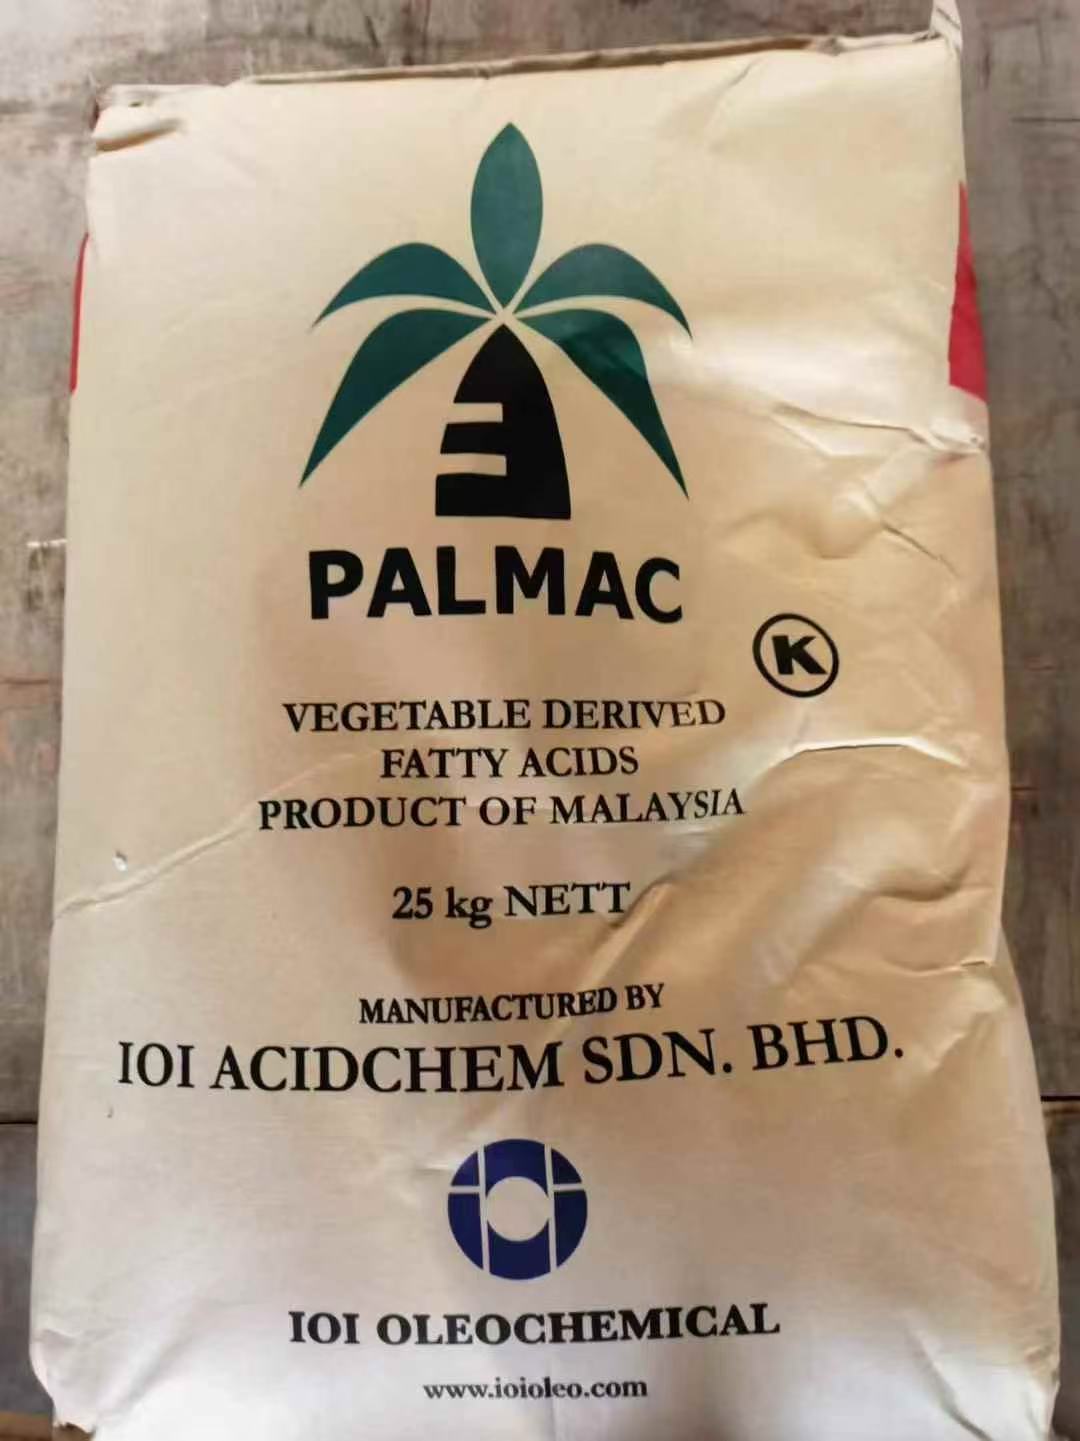 PALMAC
K
VEGETABLE DERIVED
FATTY ACIDS
PRODUCT OF MALAYSIA
25 kg NETT
MANUFACTURED BY
IOI ACIDCHEM SDN. BHD.
IOI OLEOCHEMICAL
www.ioioleo.com